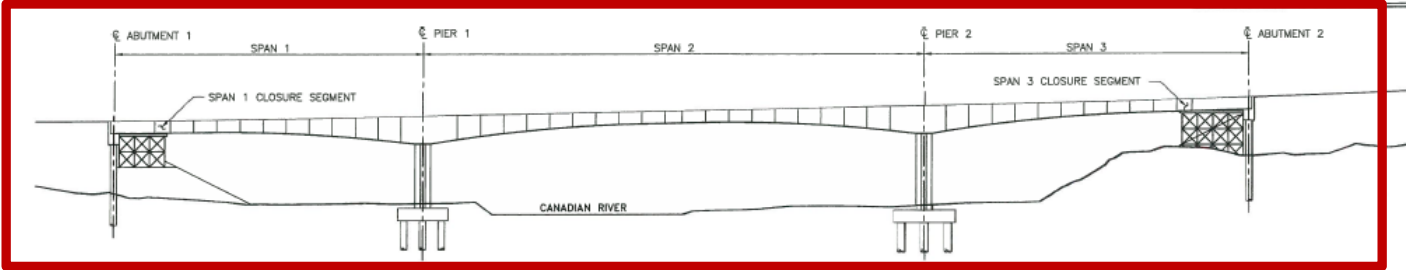 ℄ ABUTMENT 1
SPAN 1
℄ PIER 1
SPAN 2
℄ PIER 2
SPAN 3
℄ ABUTMENT 2
SPAN 1 CLOSURE SEGMENT
SPAN 3 CLOSURE SEGMENT
CANADIAN RIVER